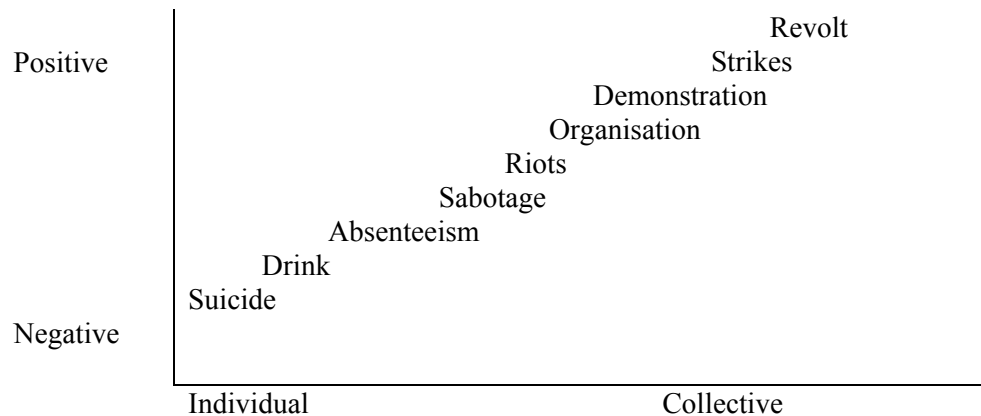 Revolt
Positive
Strikes
Demonstration
Organisation
Riots
Sabotage
Absenteeism
Drink
Suicide
Negative
Individual Collective